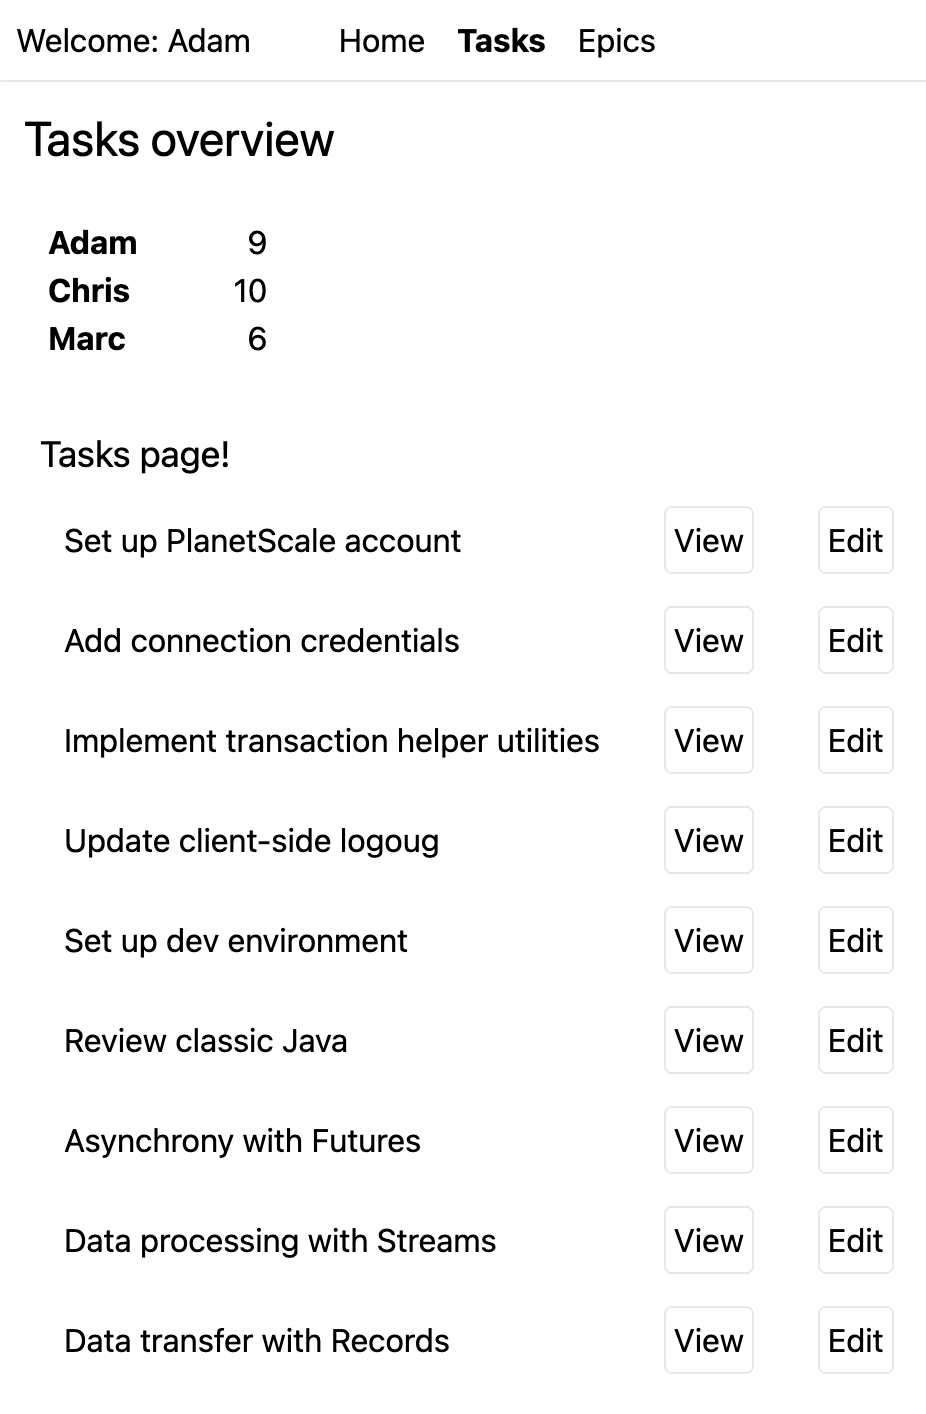 Welcome: Adam Home Tasks Epics
Tasks overview
Adam 9
Chris 10
Marc 6
Tasks page!
Set up PlanetScale account View Edit
Add connection credentials View Edit
Implement transaction helper utilities View Edit
Update client-side logoug View Edit
Set up dev environment View Edit
Review classic Java View Edit
Asynchrony with Futures View Edit
Data processing with Streams View Edit
Data transfer with Records View Edit